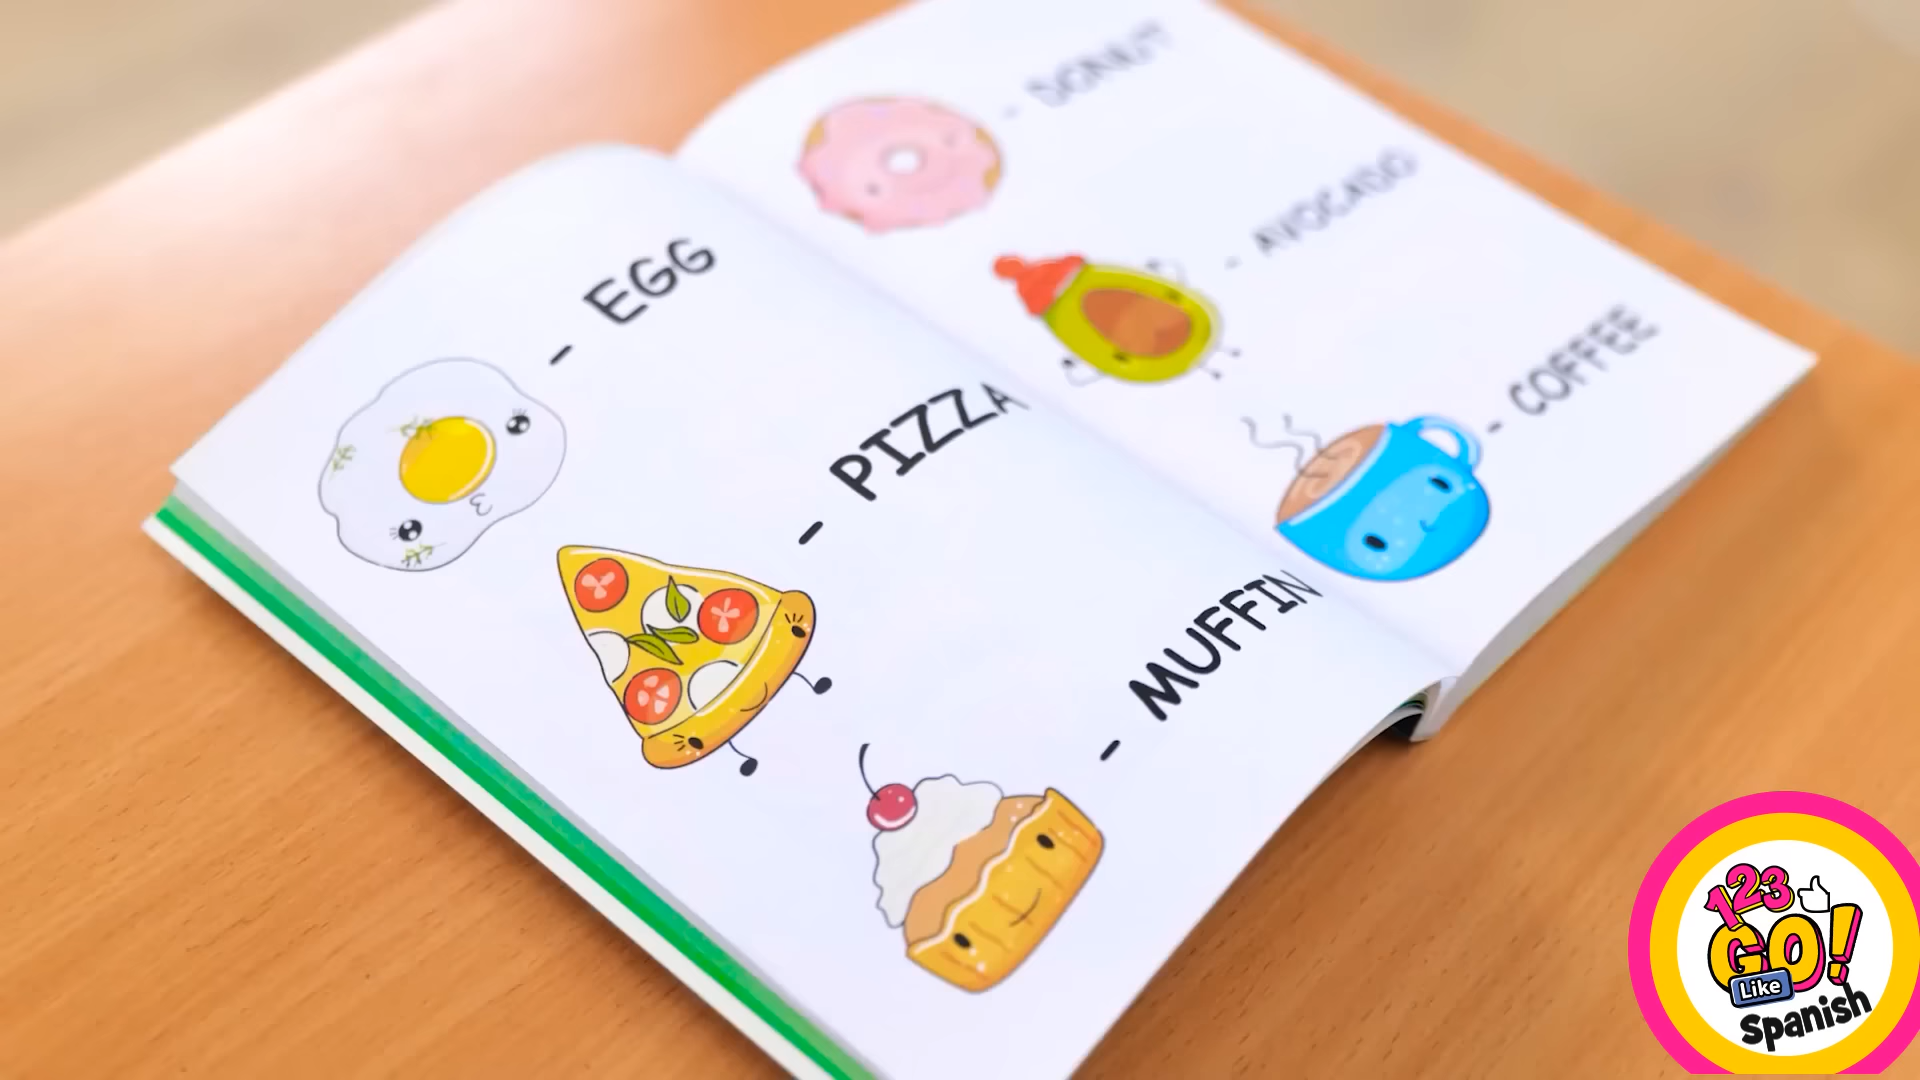 - EGG
- PIZZA
- MUFFIN
- DONUT
- AVOCADO
- COFFEE
123
GO!
Like
Spanish